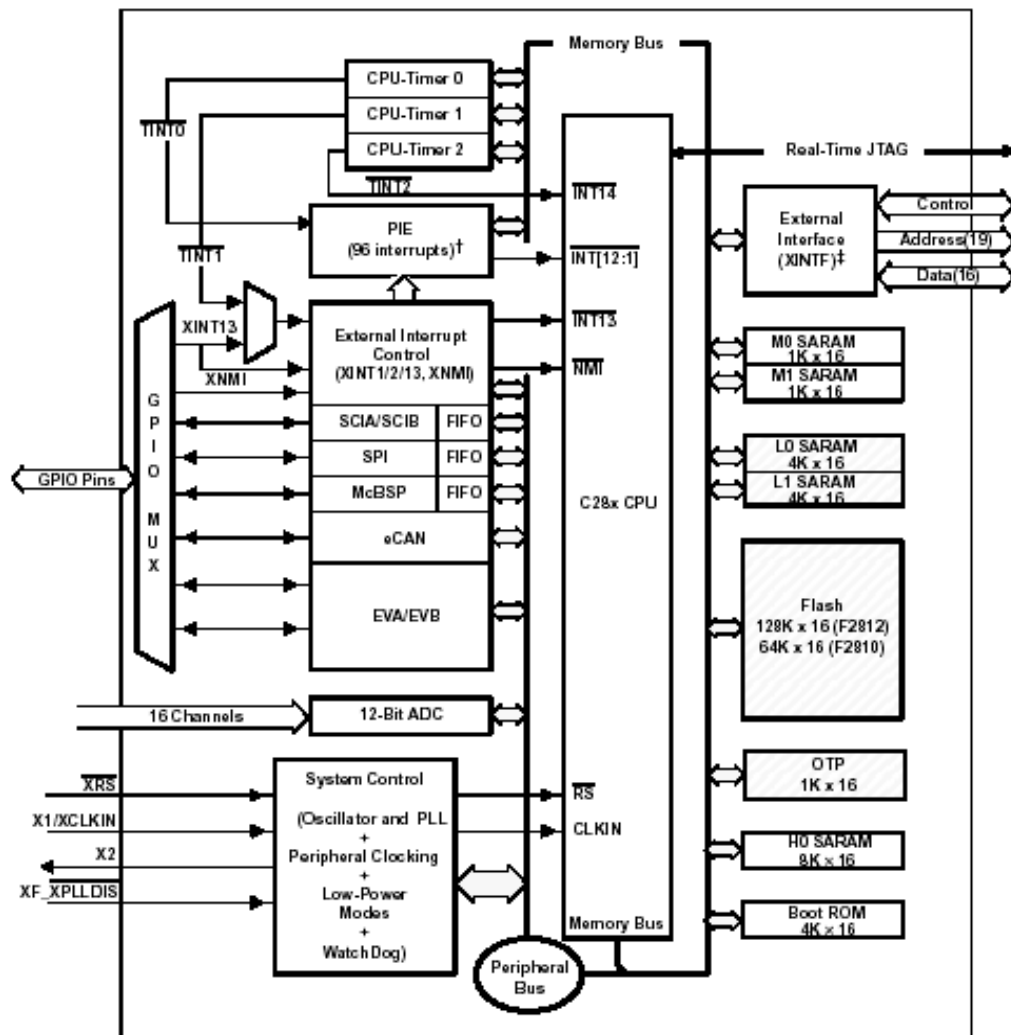 Memory Bus
CPU-Timer 0
CPU-Timer 1
CPU-Timer 2
TINT0
TINT2
TINT1
PIE
(96 interrupts)†
INT14
INT[12:1]
INT13
NMI
Real-Time JTAG
External
Interface
(XINTF)‡
Control
Address(19)
Data(16)
XINT13
XNMI
External Interrupt
Control
(XINT1/2/13, XNMI)
SCIA/SCIB
FIFO
SPI
FIFO
McBSP
FIFO
eCAN
EVA/EVB
GPIO Pins
GPIO MUX
C28x CPU
M0 SARAM
1K x 16
M1 SARAM
1K x 16
L0 SARAM
4K x 16
L1 SARAM
4K x 16
Flash
128K x 16 (F2812)
64K x 16 (F2810)
16 Channels
12-Bit ADC
OTP
1K x 16
XRS
X1/XCLKIN
X2
XF_XPLLDIS
System Control
(Oscillator and PLL
+
Peripheral Clocking
+
Low-Power
Modes
+
WatchDog)
RS
CLKIN
H0 SARAM
8K × 16
Boot ROM
4K × 16
Memory Bus
Peripheral
Bus